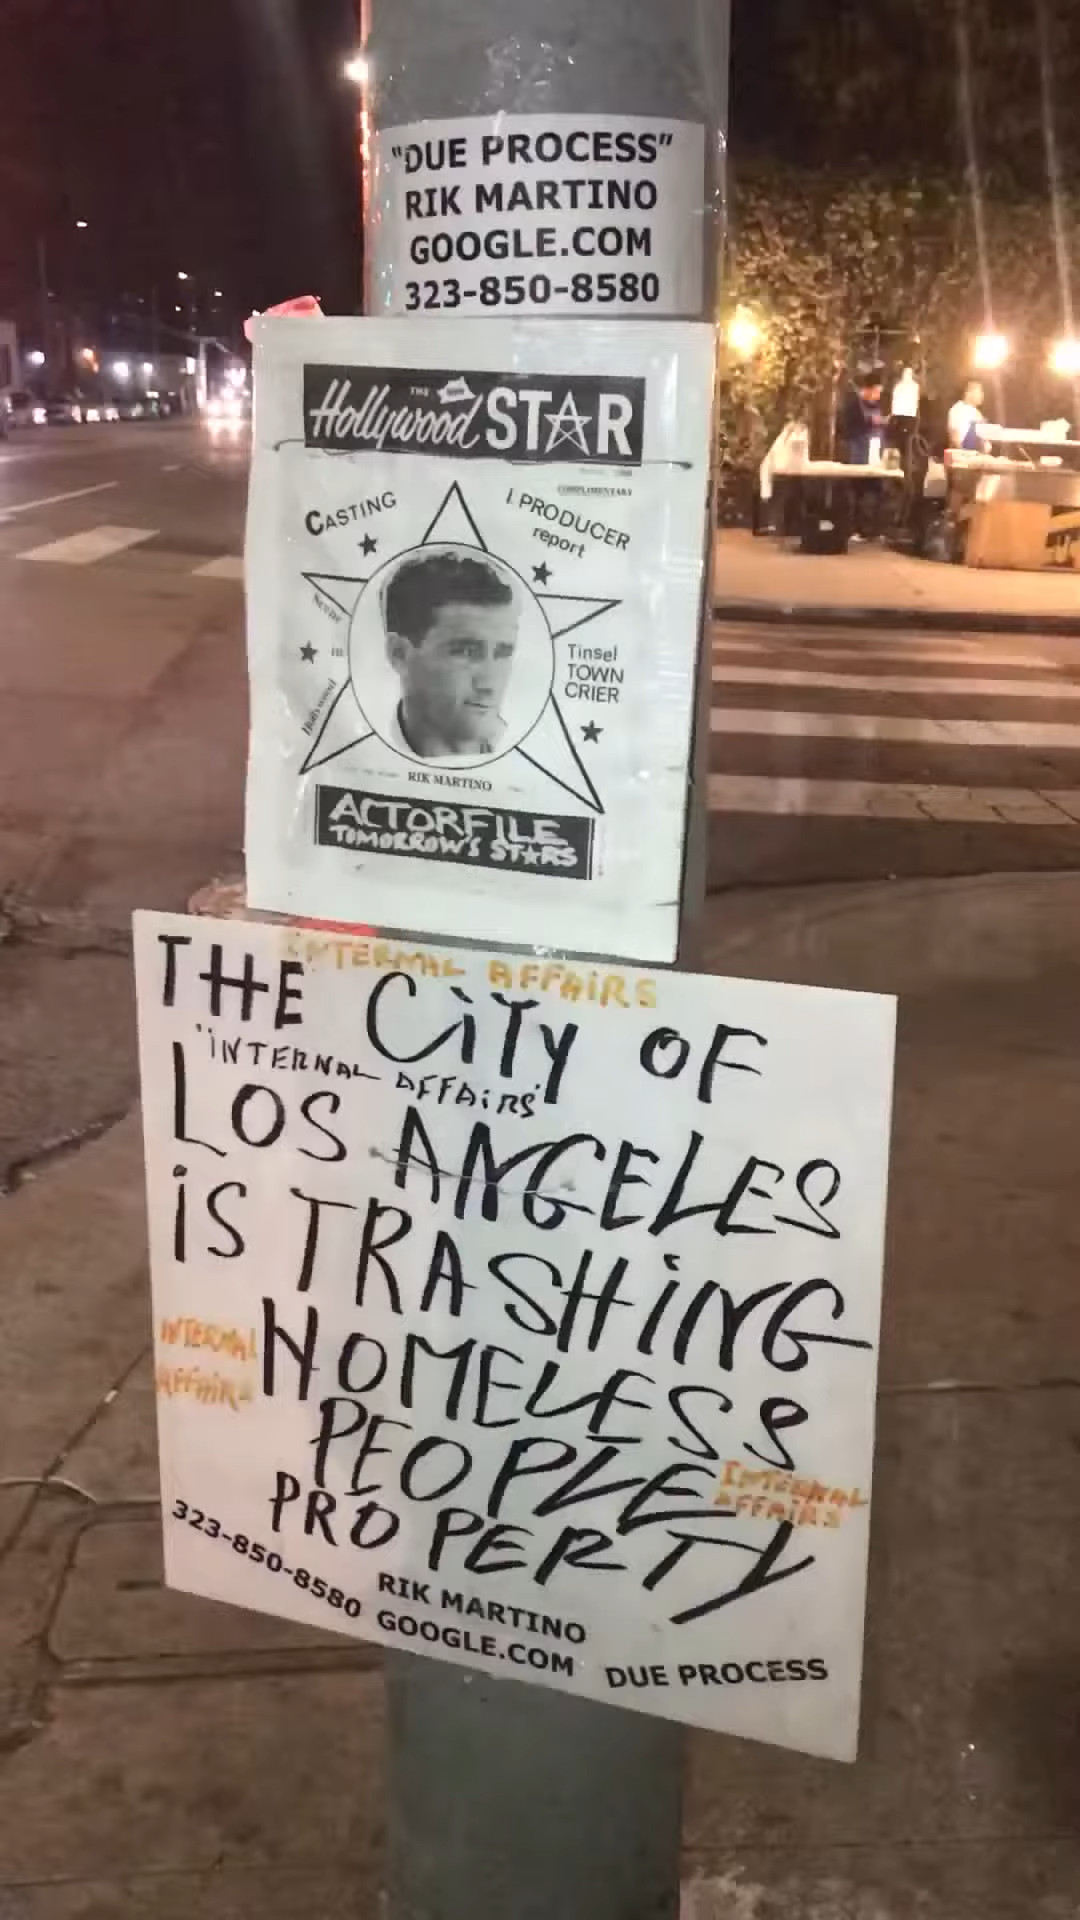 "DUE PROCESS"
RIK MARTINO
GOOGLE.COM
323-850-8580
THE
Hollywood STAR
COMPLIMENTARY
CASTING
PRODUCER
report
in
Hollywood
Tinsel
TOWN
CRIER
RIK MARTINO
ACTORFILE
TOMORROW'S STARS
INTERNAL AFFAIRS
THE CiTy OF
"iNTERNAL AFFAiRS"
LOS ANGELES
iS TRASHiNG
INTERNAL
AFFAiRS
HOMELESS
PEOPLE
INTERNAL
AFFAIRS
PROPERTY
323-850-8580
RIK MARTINO
GOOGLE.COM
DUE PROCESS